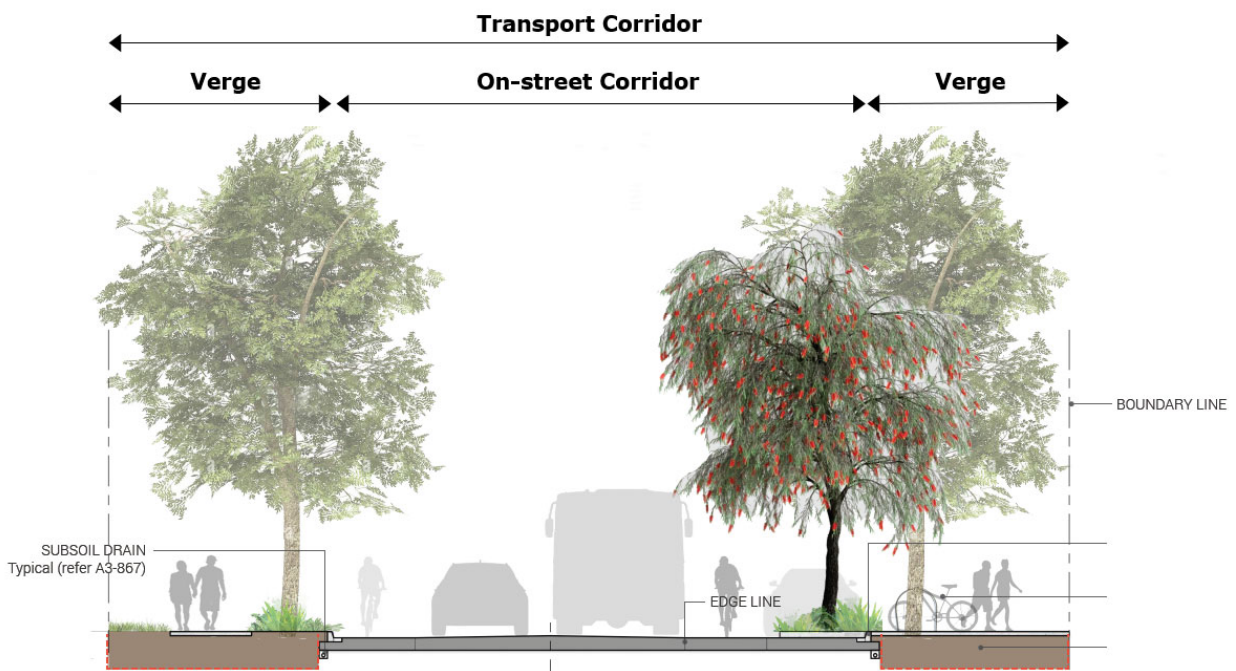 Transport Corridor
Verge
On-street Corridor
Verge
BOUNDARY LINE
SUBSOIL DRAIN
Typical (refer A3-867)
EDGE LINE